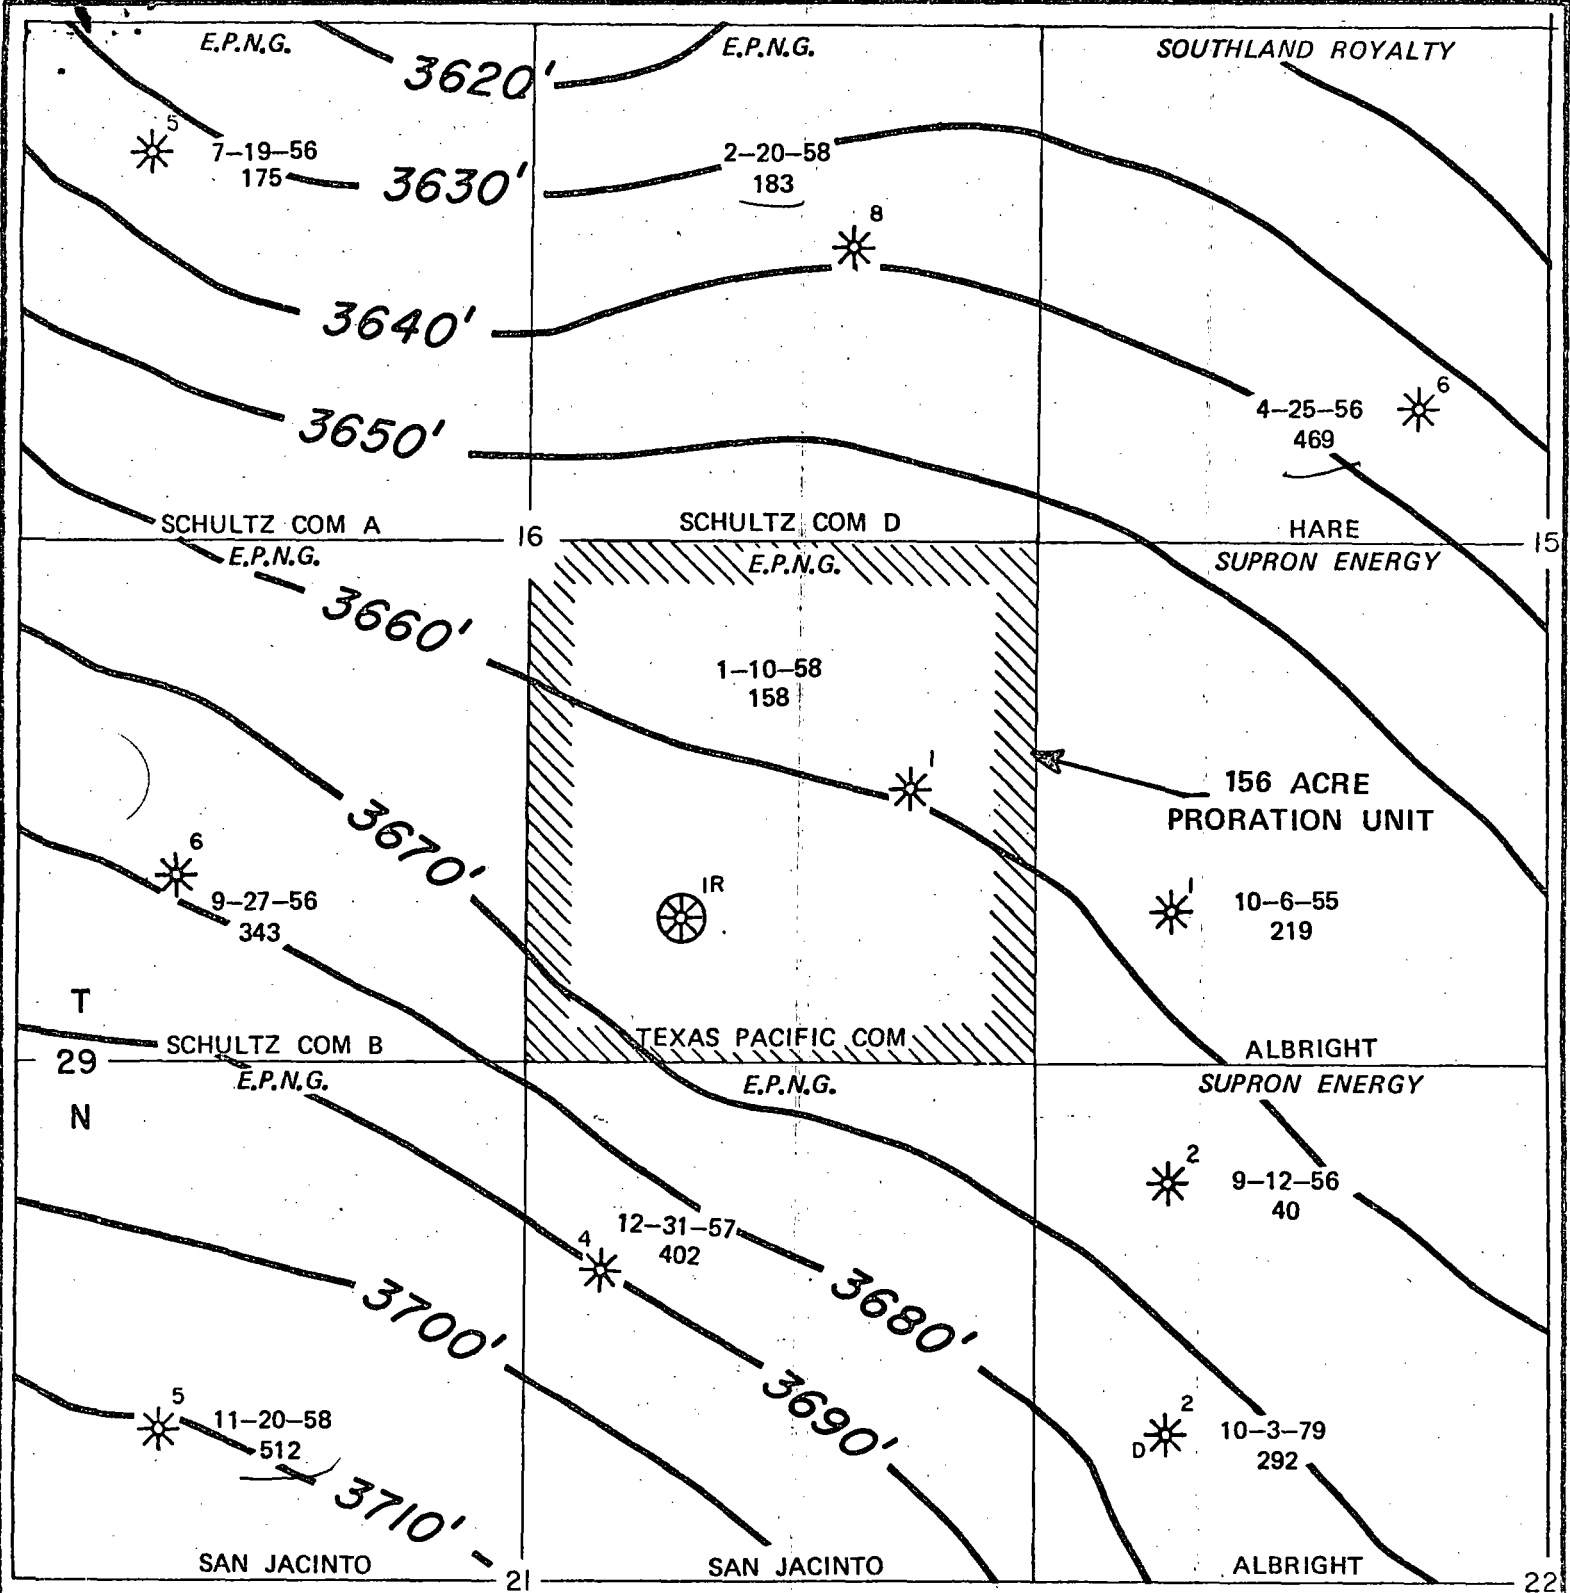 E.P.N.G.
E.P.N.G.
SOUTHLAND ROYALTY
3620'
5
7-19-56
175
3630'
2-20-58
183
8
3640'
3650'
4-25-56
469
6
SCHULTZ COM A
16
SCHULTZ COM D
HARE
15
E.P.N.G.
E.P.N.G.
SUPRON ENERGY
3660'
1-10-58
158
1
156 ACRE
PRORATION UNIT
3670'
6
9-27-56
343
1R
1
10-6-55
219
T
29
N
SCHULTZ COM B
TEXAS PACIFIC COM
ALBRIGHT
E.P.N.G.
E.P.N.G.
SUPRON ENERGY
2
9-12-56
40
4
12-31-57
402
3680'
3700'
3690'
5
11-20-58
512
2
D
10-3-79
292
3710'
SAN JACINTO
21
SAN JACINTO
ALBRIGHT
22